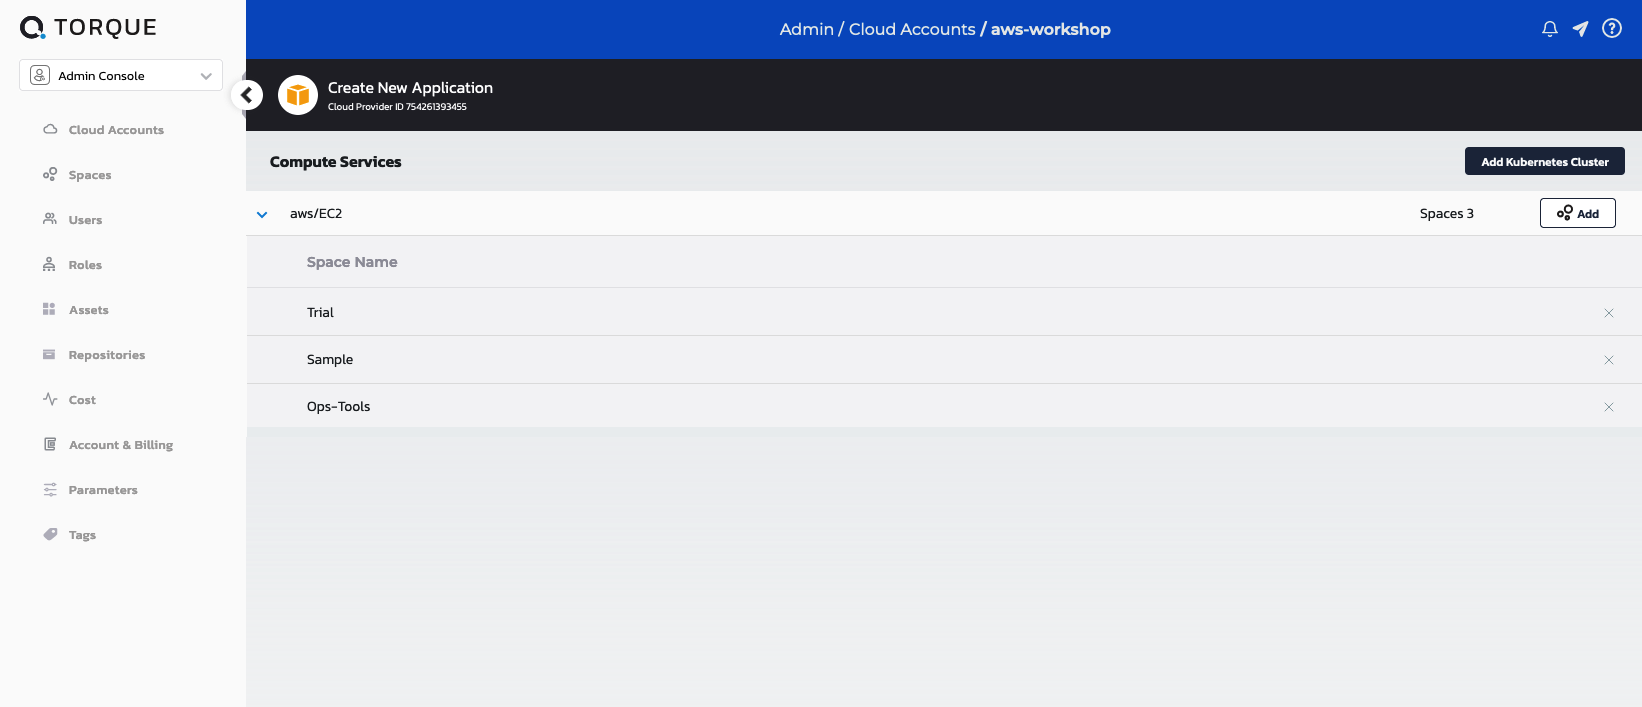 TORQUE
Admin Console
Cloud Accounts
Spaces
Users
Roles
Assets
Repositories
Cost
Account & Billing
Parameters
Tags
Admin / Cloud Accounts / aws-workshop
Create New Application
Cloud Provider ID 754261393455
Compute Services
Add Kubernetes Cluster
aws/EC2
Spaces 3
Add
Space Name
Trial
Sample
Ops-Tools